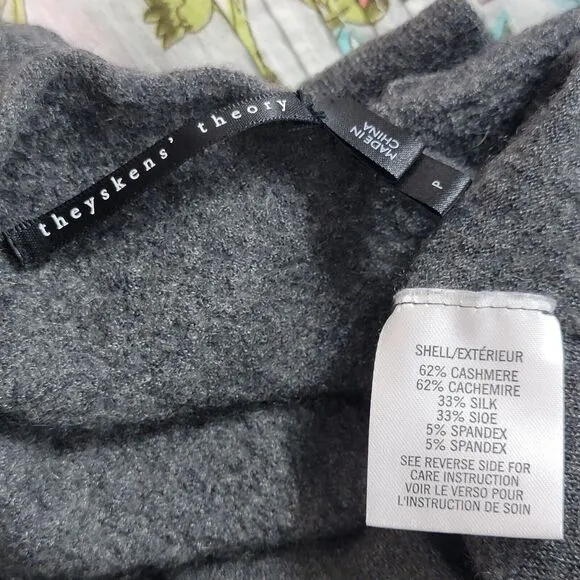 theyskens' theory
MADE IN
CHINA
P
SHELL/EXTÉRIEUR
62% CASHMERE
62% CACHEMIRE
33% SILK
33% SIOE
5% SPANDEX
5% SPANDEX
SEE REVERSE SIDE FOR
CARE INSTRUCTION
VOIR LE VERSO POUR
L'INSTRUCTION DE SOIN